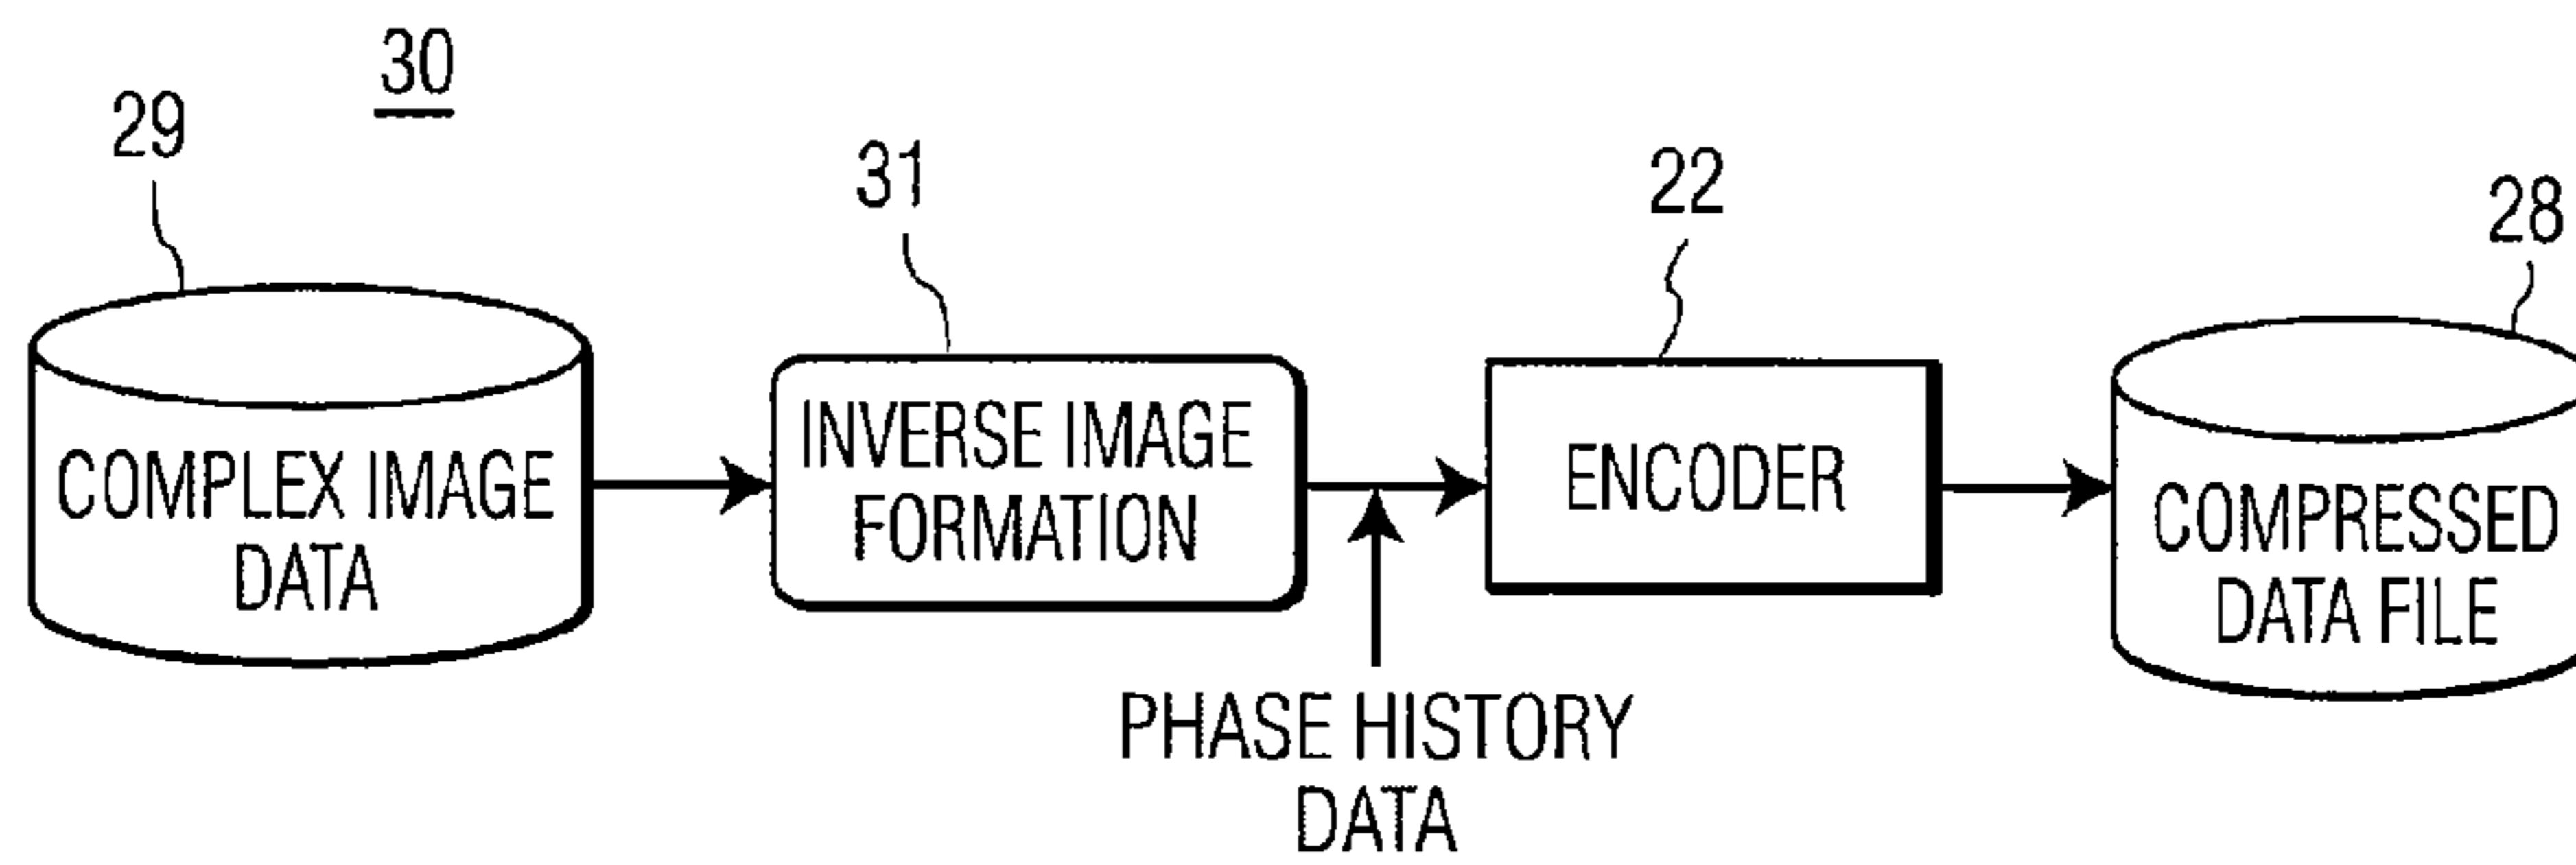 30
29
31
22
28
COMPLEX IMAGE
DATA
INVERSE IMAGE
FORMATION
ENCODER
COMPRESSED
DATA FILE
PHASE HISTORY
DATA